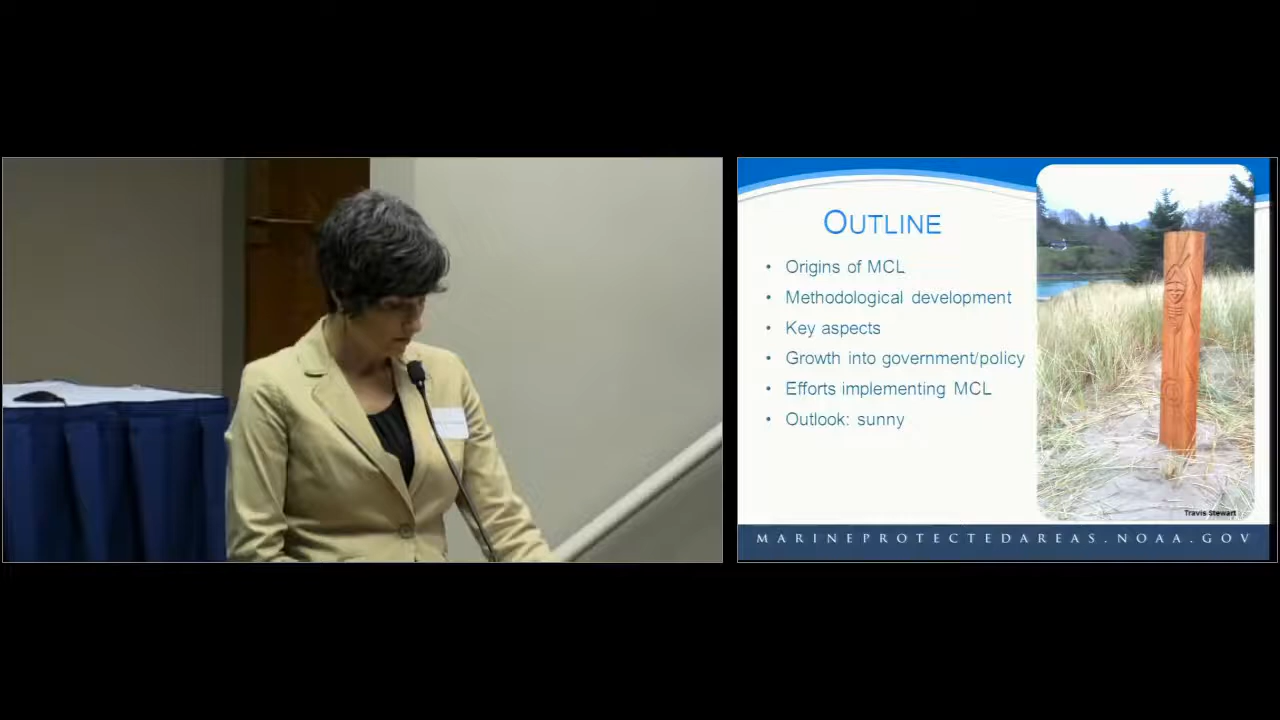 OUTLINE
• Origins of MCL
• Methodological development
• Key aspects
• Growth into government/policy
• Efforts implementing MCL
• Outlook: sunny
Travis Stewart
MARINEPROTECTEDAREAS.NOAA.GOV